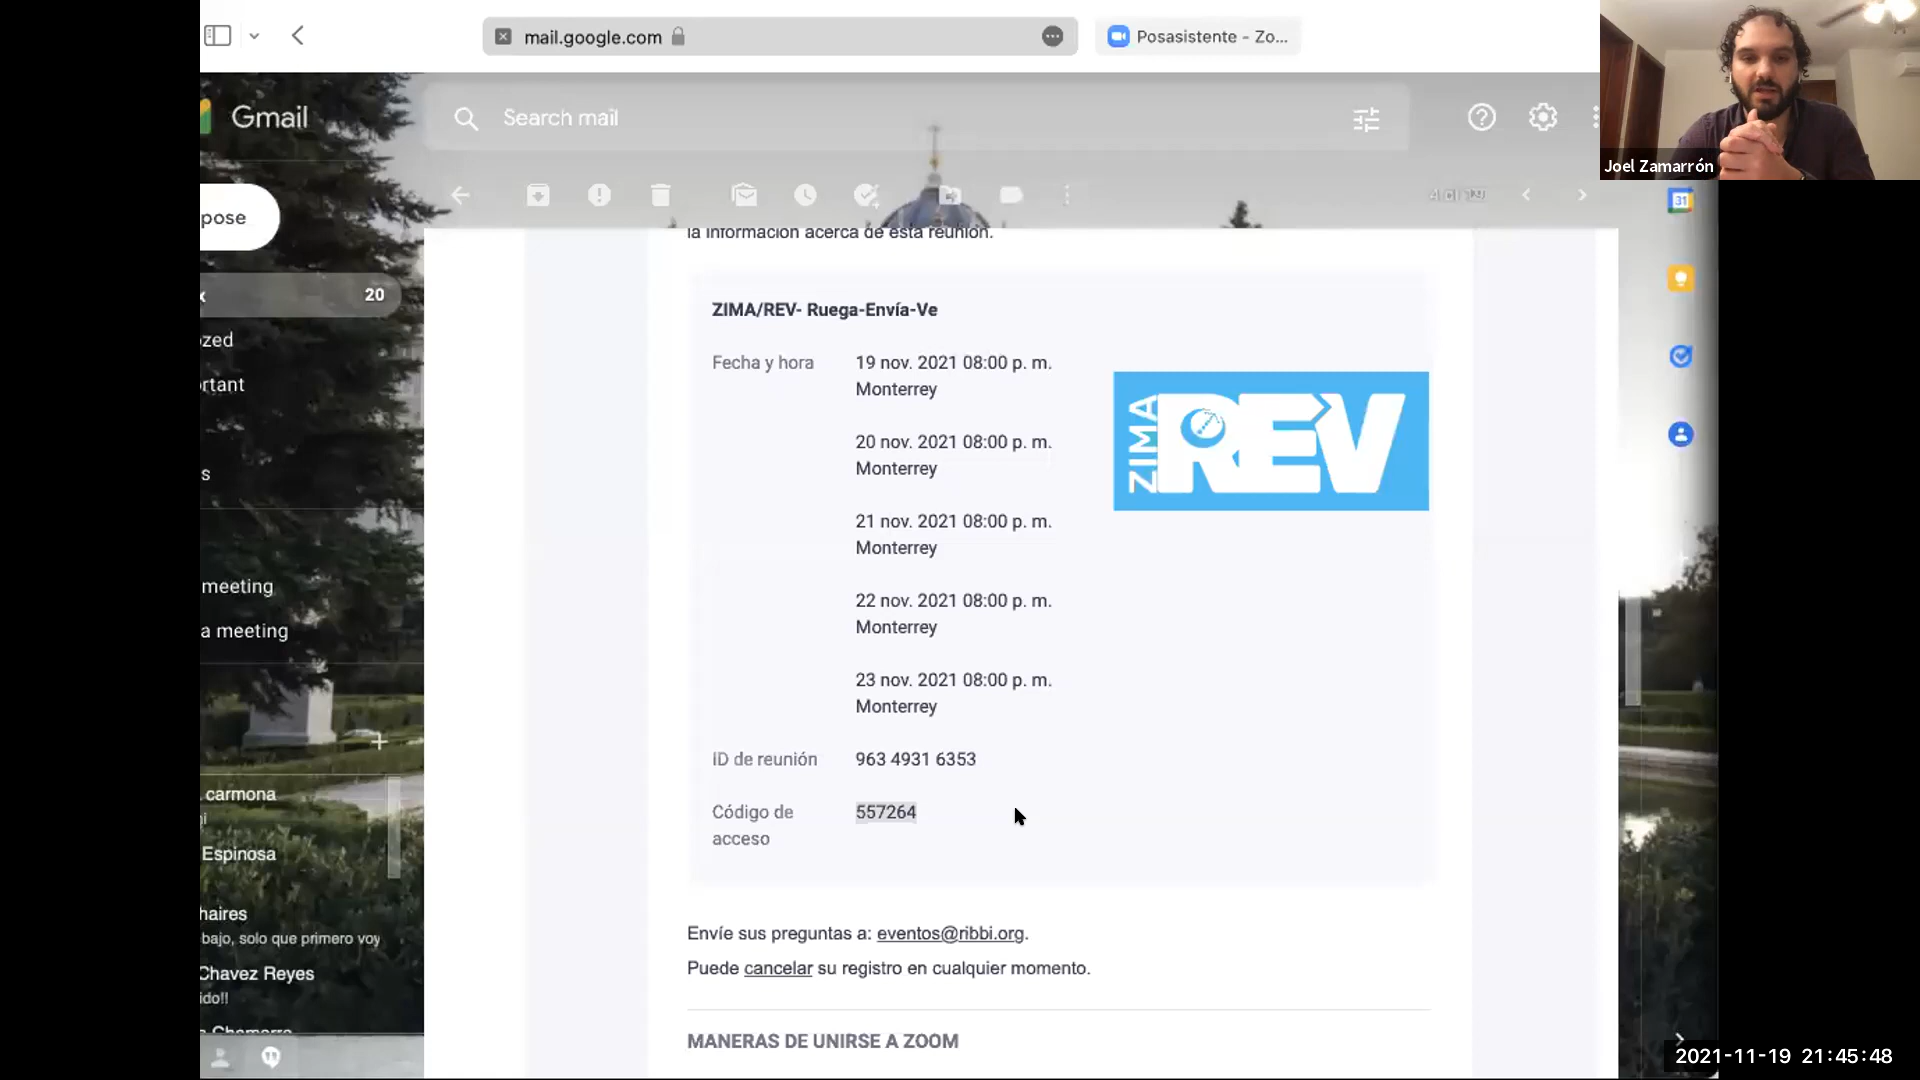 mail.google.com
Posasistente - Zo...
Gmail
Search mail
Joel Zamarrón
pose
31
20
la información acerca de esta reunión.
ozed
ZIMA/REV- Ruega-Envía-Ve
Fecha y hora
19 nov. 2021 08:00 p. m.
Monterrey
rtant
20 nov. 2021 08:00 p. m.
Monterrey
ZIMA
REV
s
21 nov. 2021 08:00 p. m.
Monterrey
meeting
22 nov. 2021 08:00 p. m.
Monterrey
a meeting
23 nov. 2021 08:00 p. m.
Monterrey
ID de reunión
963 4931 6353
carmona
Código de
acceso
557264
Espinosa
haires
bajo, solo que primero voy
Chavez Reyes
ido!!
Envíe sus preguntas a: eventos@ribbi.org.
Puede cancelar su registro en cualquier momento.
MANERAS DE UNIRSE A ZOOM
2021-11-19 21:45:48